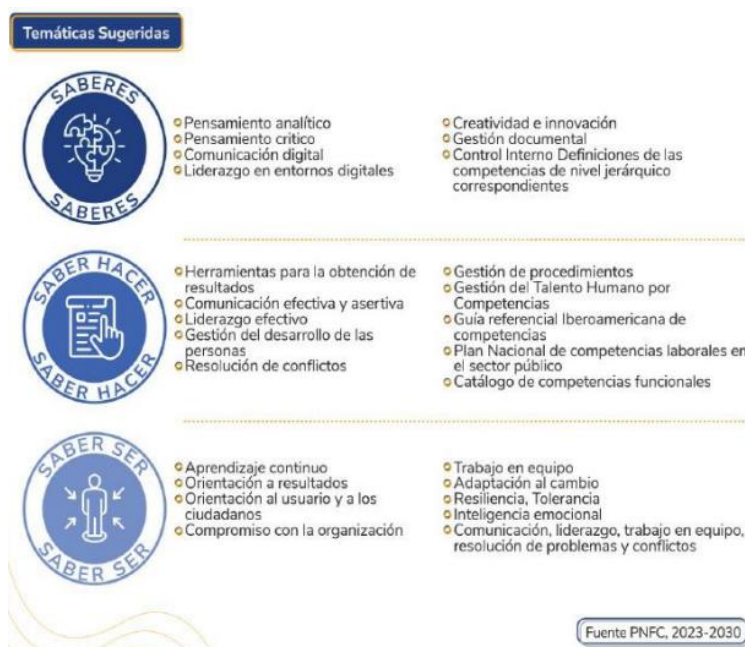 Temáticas Sugeridas
SABERES
SABERES
Pensamiento analítico
Pensamiento critico
Comunicación digital
Liderazgo en entornos digitales
Creatividad e innovación
Gestión documental
Control Interno Definiciones de las
competencias de nivel jerárquico
correspondientes
SABER HACER
SABER HACER
Herramientas para la obtención de
resultados
Comunicación efectiva y asertiva
Liderazgo efectivo
Gestión del desarrollo de las
personas
Resolución de conflictos
Gestión de procedimientos
Gestión del Talento Humano por
Competencias
Guía referencial Iberoamericana de
competencias
Plan Nacional de competencias laborales en
el sector público
Catálogo de competencias funcionales
SABER SER
SABER SER
Aprendizaje continuo
Orientación a resultados
Orientación al usuario y a los
ciudadanos
Compromiso con la organización
Trabajo en equipo
Adaptación al cambio
Resiliencia, Tolerancia
Inteligencia emocional
Comunicación, liderazgo, trabajo en equipo,
resolución de problemas y conflictos
Fuente PNFC, 2023-2030